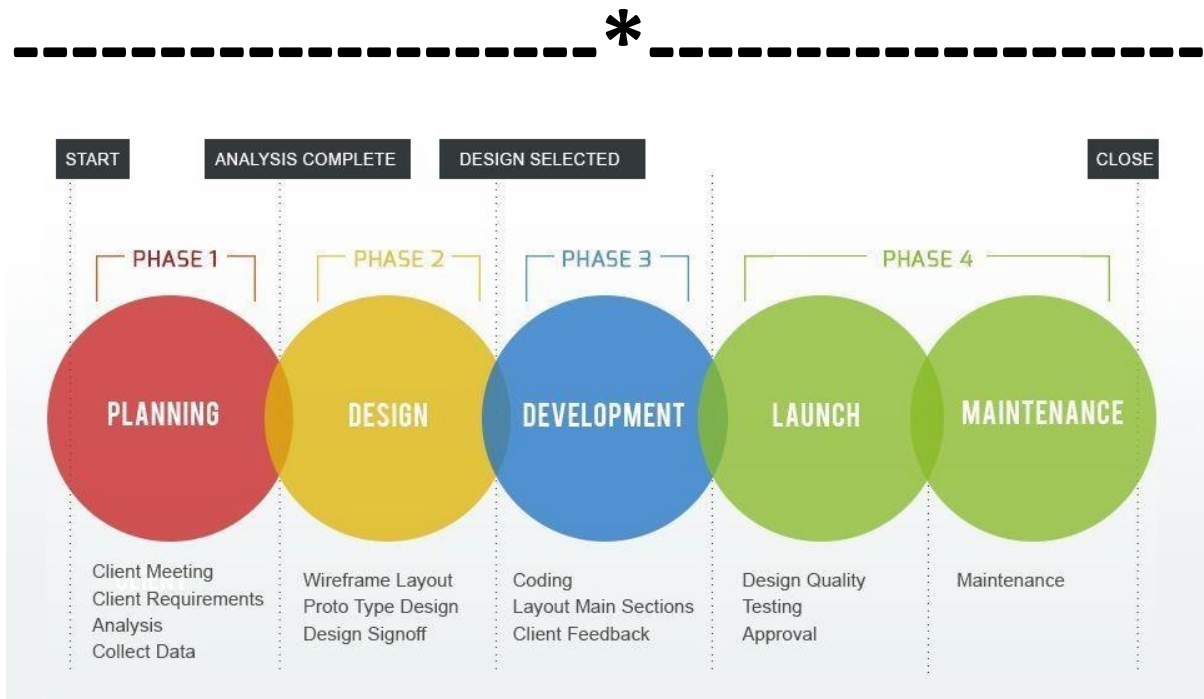 ------------------- * -------------------
START
ANALYSIS COMPLETE
DESIGN SELECTED
CLOSE
PHASE 1
PHASE 2
PHASE 3
PHASE 4
PLANNING
DESIGN
DEVELOPMENT
LAUNCH
MAINTENANCE
Client Meeting
Client Requirements
Analysis
Collect Data
Wireframe Layout
Proto Type Design
Design Signoff
Coding
Layout Main Sections
Client Feedback
Design Quality
Testing
Approval
Maintenance